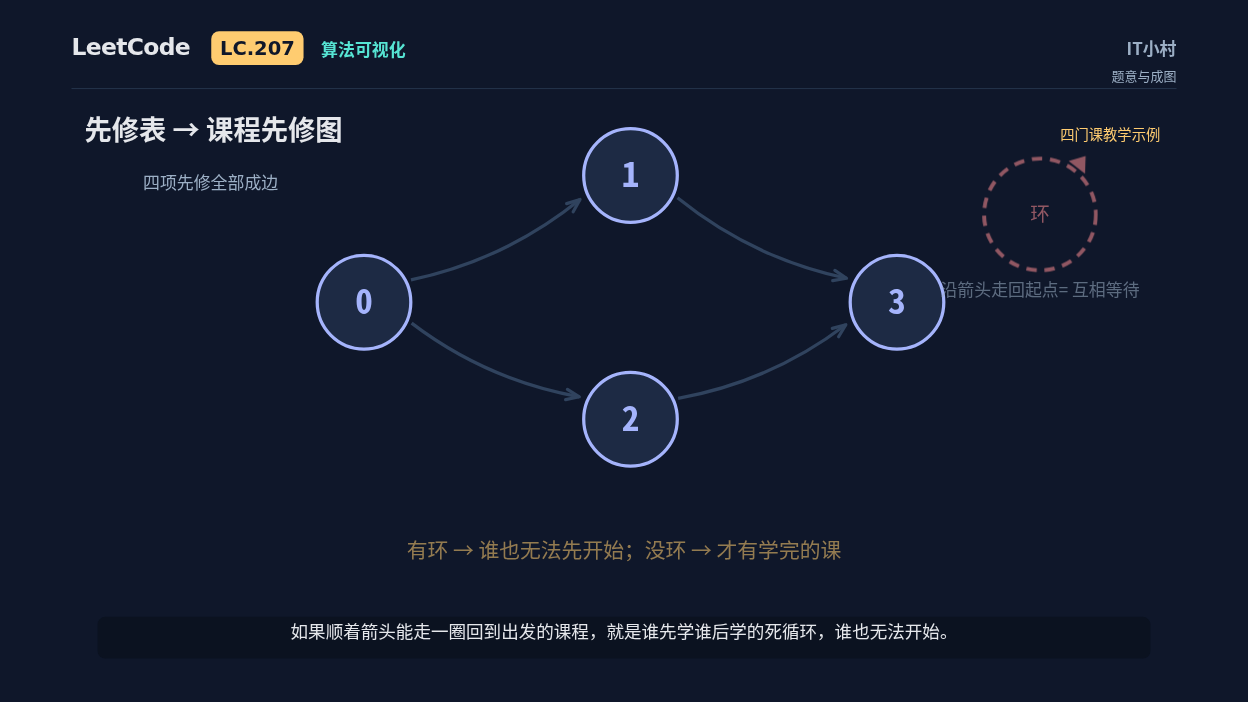 LeetCode LC.207 算法可视化
IT小村
题意与成图
先修表 → 课程先修图
四门课教学示例
四项先修全部成边
1
环
0
3
沿箭头走回起点= 互相等待
2
有环 → 谁也无法先开始；没环 → 才有学完的课
如果顺着箭头能走一圈回到出发的课程，就是谁先学谁后学的死循环，谁也无法开始。